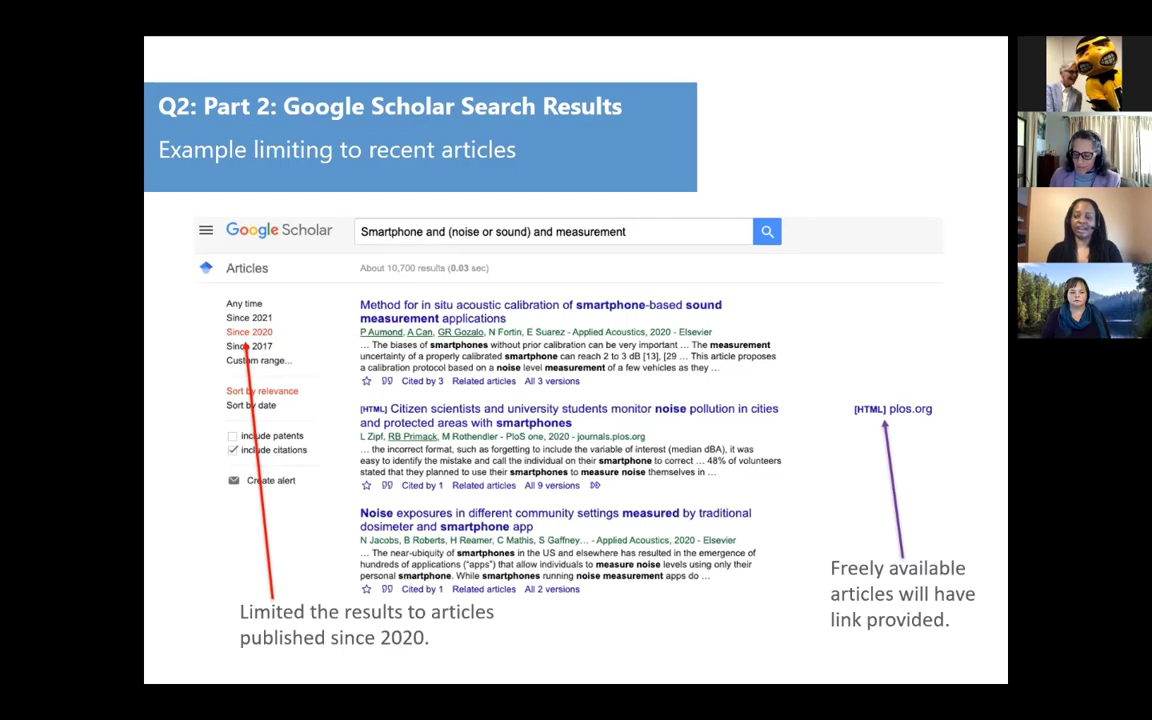 Q2: Part 2: Google Scholar Search Results
Example limiting to recent articles
Google Scholar
Smartphone and (noise or sound) and measurement
Articles
About 10,700 results (0.03 sec)
Any time
Since 2021
Since 2020
Since 2017
Custom range...
Sort by relevance
Sort by date
include patents
include citations
Create alert
Method for in situ acoustic calibration of smartphone-based sound
measurement applications
P Aumond, A Can, GR Gozalo, N Fortin, E Suarez - Applied Acoustics, 2020 - Elsevier
... The biases of smartphones without prior calibration can be very important ... The measurement
uncertainty of a properly calibrated smartphone can reach 2 to 3 dB [13], [29 ... This article proposes
a calibration protocol based on a noise level measurement of a few vehicles as they ...
Cited by 3 Related articles All 3 versions
[HTML] Citizen scientists and university students monitor noise pollution in cities
and protected areas with smartphones
L Zipf, RB Primack, M Rothendler - PloS one, 2020 - journals.plos.org
... the incorrect format, such as forgetting to include the variable of interest (median dBA), it was
easy to identify the mistake and call the individual on their smartphone to correct ... 48% of volunteers
stated that they planned to use their smartphones to measure noise themselves in ...
Cited by 1 Related articles All 9 versions
[HTML] plos.org
Noise exposures in different community settings measured by traditional
dosimeter and smartphone app
N Jacobs, B Roberts, H Reamer, C Mathis, S Gaffney... - Applied Acoustics, 2020 - Elsevier
... The near-ubiquity of smartphones in the US and elsewhere has resulted in the emergence of
hundreds of applications ("apps") that allow individuals to measure noise levels using only their
personal smartphone. While smartphones running noise measurement apps do ...
Cited by 1 Related articles All 2 versions
Limited the results to articles
published since 2020.
Freely available
articles will have
link provided.